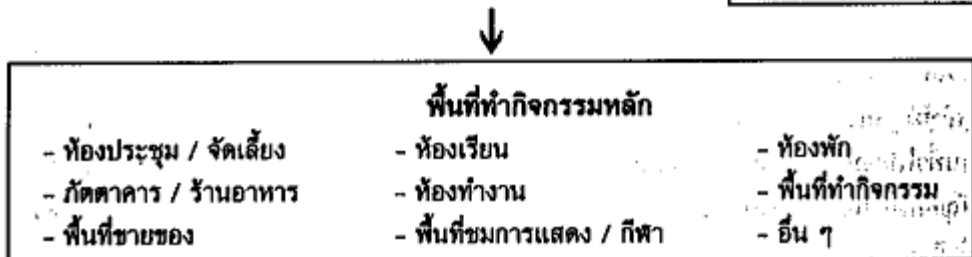 พื้นที่ทำกิจกรรมหลัก
- ห้องประชุม / จัดเลี้ยง - ห้องเรียน - ห้องพัก
- ภัตตาคาร / ร้านอาหาร - ห้องทำงาน - พื้นที่ทำกิจกรรม
- พื้นที่ขายของ - พื้นที่ชมการแสดง / กีฬา - อื่น ๆ